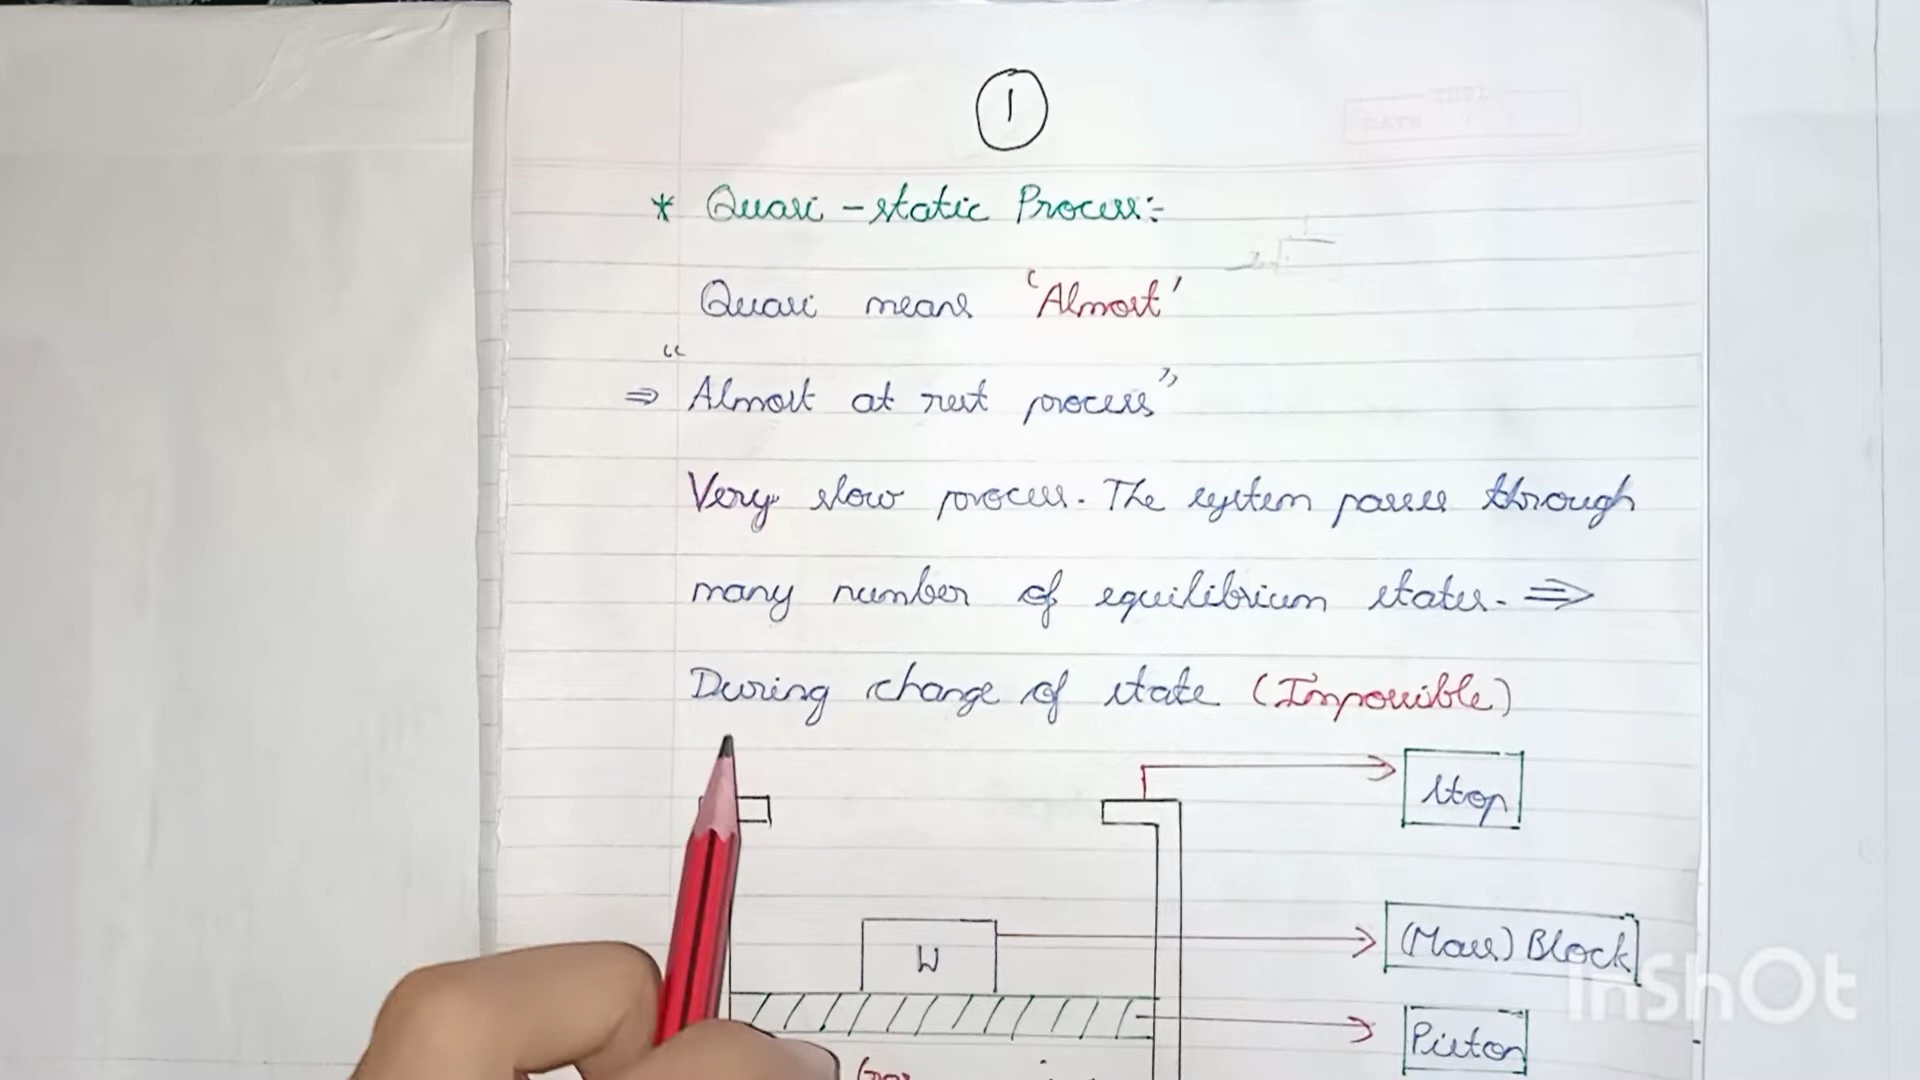 1
* Quasi-static Process:-
Quasi means 'Almost'
⇒ "Almost at rest process"
Very slow process. The system passes through
many number of equilibrium states. ⇒
During change of state (Impossible)
Stop
W
(Mass) Block
Piston
Gas
InShOt